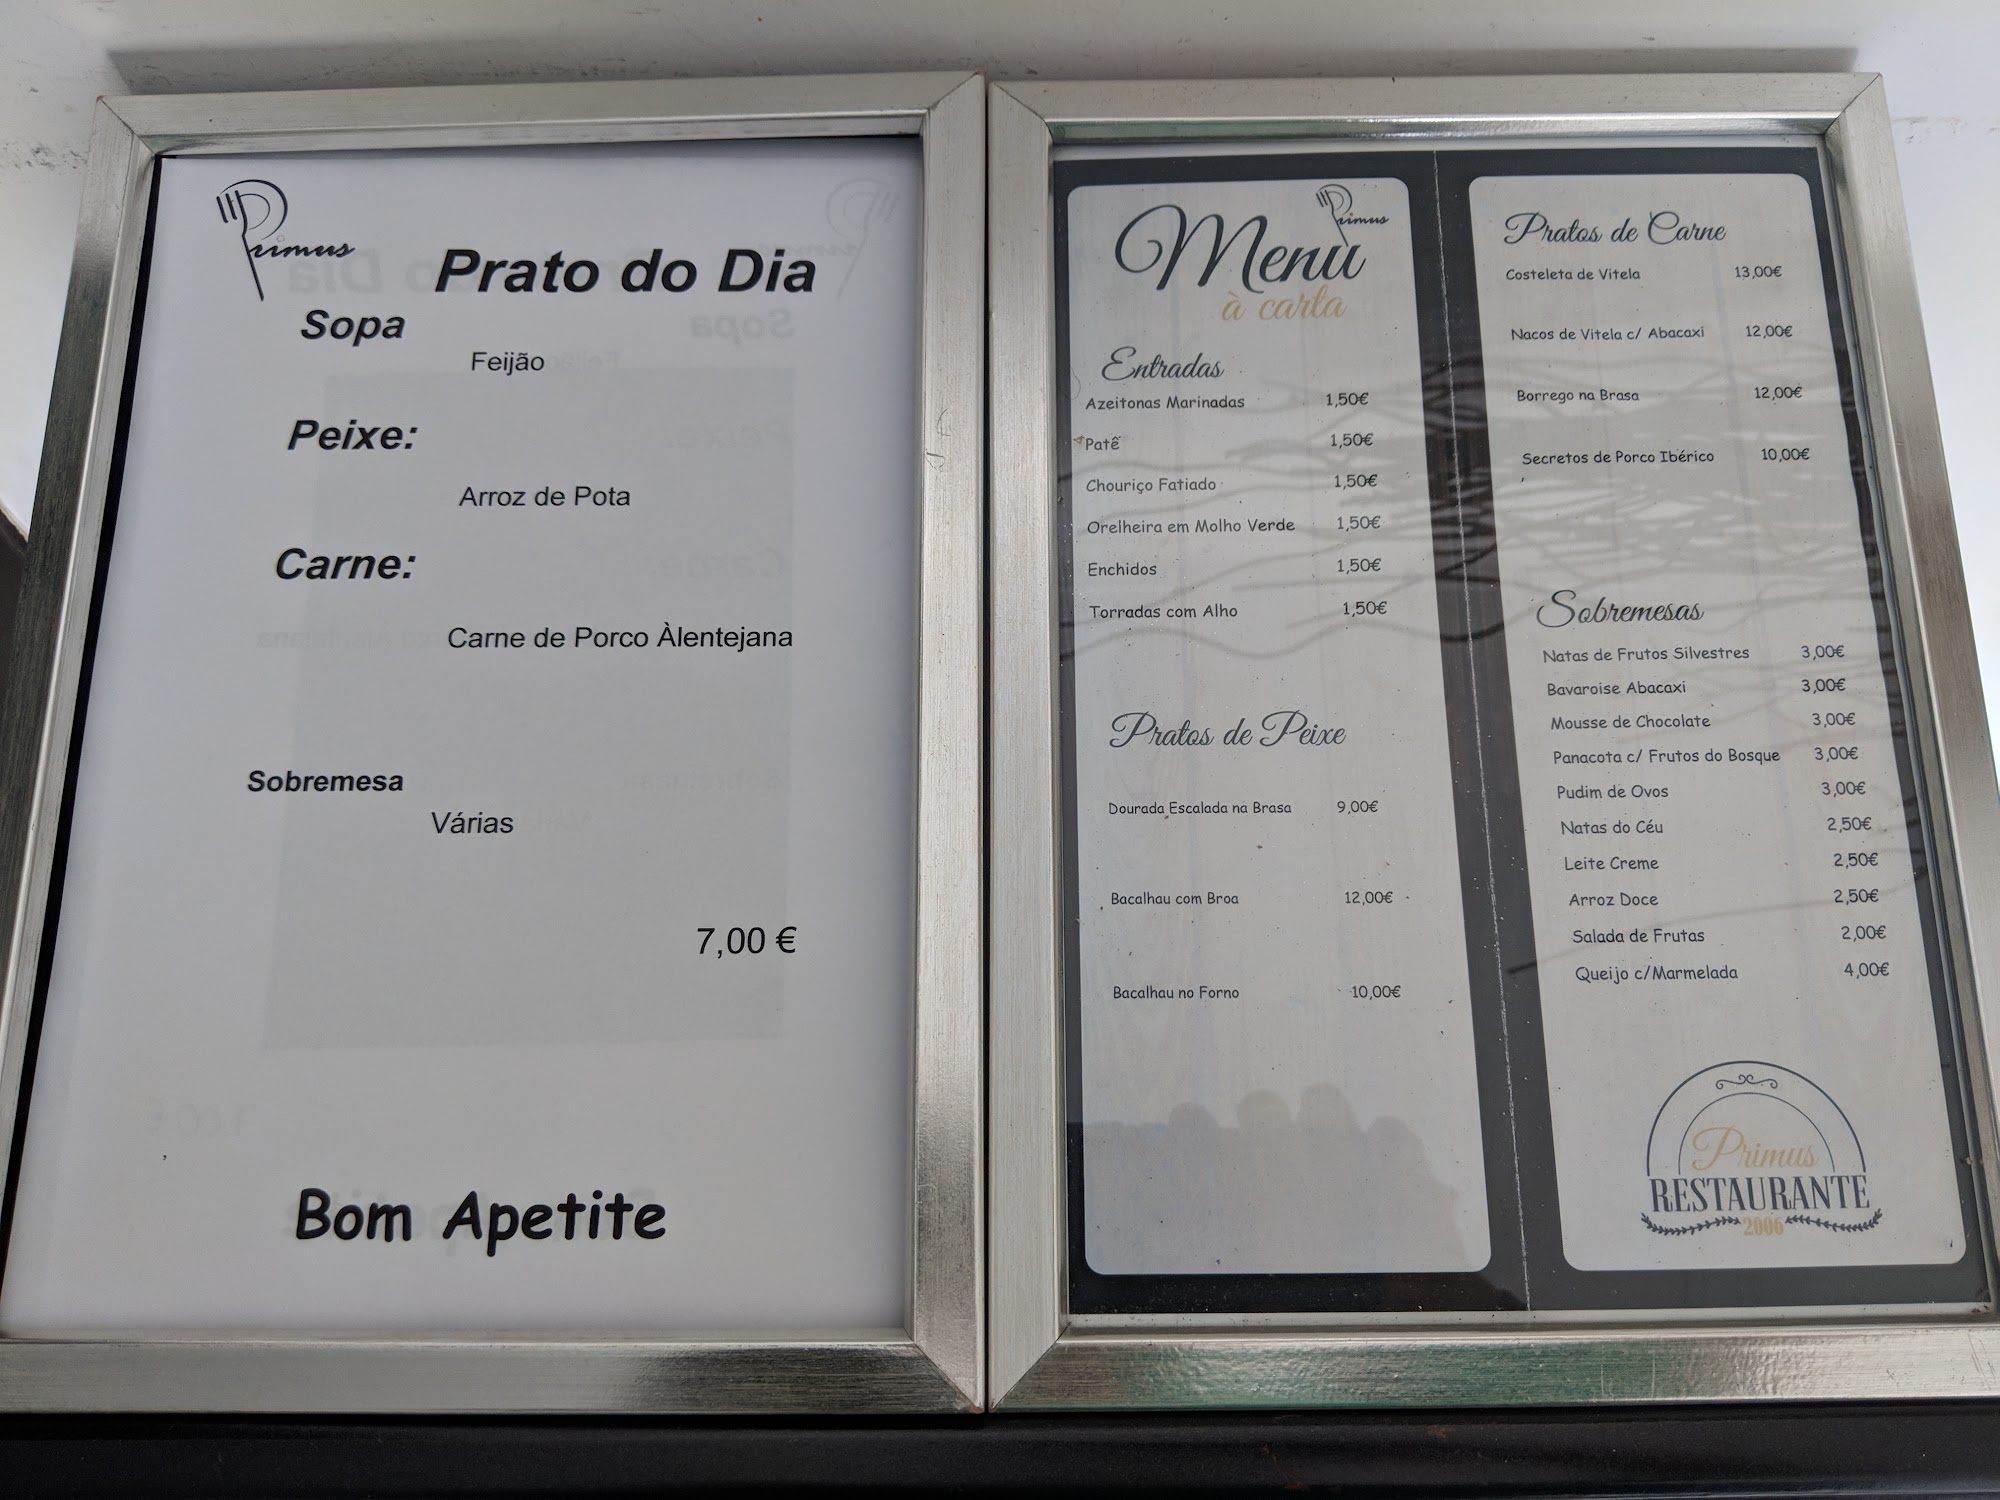 Primus
Prato do Dia
Sopa
Feijão
Peixe:
Arroz de Pota
Carne:
Carne de Porco Àlentejana
Sobremesa
Várias
7,00 €
Bom Apetite
Primus
Menu
à carta
Entradas
Azeitonas Marinadas 1,50€
Patê 1,50€
Chouriço Fatiado 1,50€
Orelheira em Molho Verde 1,50€
Enchidos 1,50€
Torradas com Alho 1,50€
Pratos de Peixe
Dourada Escalada na Brasa 9,00€
Bacalhau com Broa 12,00€
Bacalhau no Forno 10,00€
Pratos de Carne
Costeleta de Vitela 13,00€
Nacos de Vitela c/ Abacaxi 12,00€
Borrego na Brasa 12,00€
Secretos de Porco Ibérico 10,00€
Sobremesas
Natas de Frutos Silvestres 3,00€
Bavaroise Abacaxi 3,00€
Mousse de Chocolate 3,00€
Panacota c/ Frutos do Bosque 3,00€
Pudim de Ovos 3,00€
Natas do Céu 2,50€
Leite Creme 2,50€
Arroz Doce 2,50€
Salada de Frutas 2,00€
Queijo c/Marmelada 4,00€
Primus
RESTAURANTE
2006